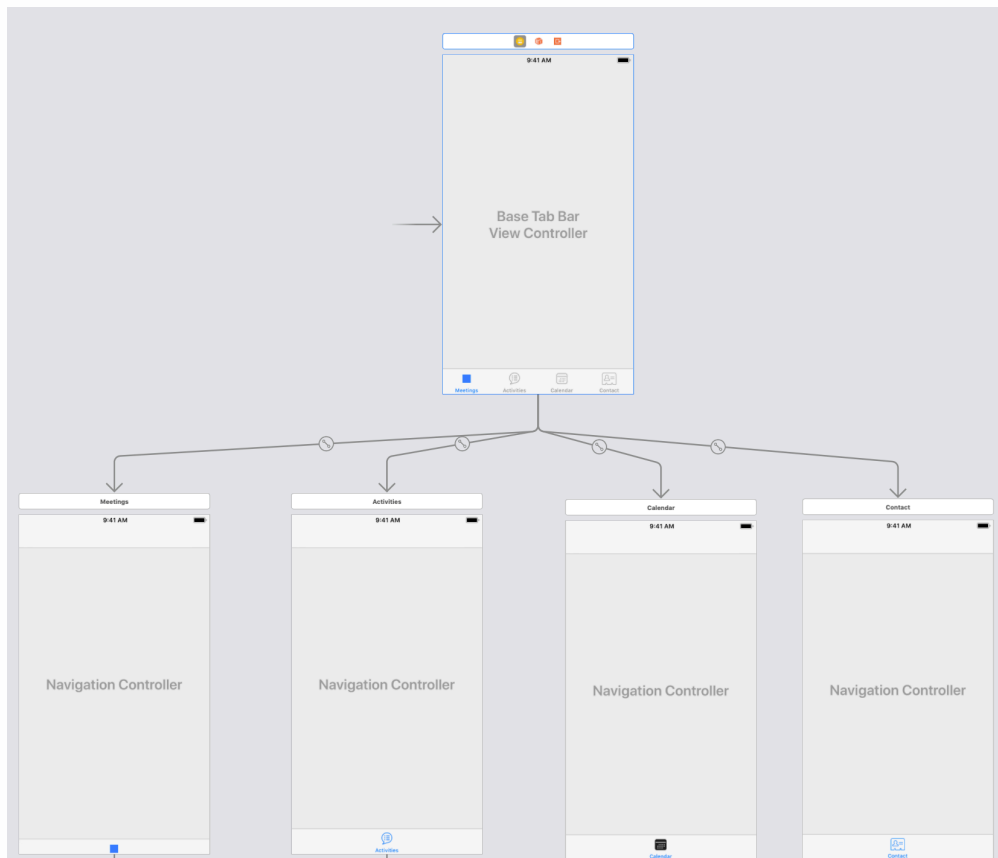 9:41 AM
Base Tab Bar
View Controller
Meetings Activities Calendar Contact
Meetings
Activities
Calendar
Contact
9:41 AM
9:41 AM
9:41 AM
9:41 AM
Navigation Controller
Navigation Controller
Navigation Controller
Navigation Controller
Activities
Calendar
Contact